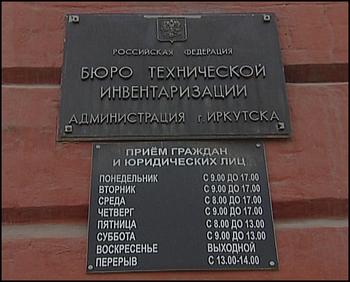 РОССИЙСКАЯ ФЕДЕРАЦИЯ
БЮРО ТЕХНИЧЕСКОЙ
ИНВЕНТАРИЗАЦИИ
АДМИНИСТРАЦИЯ г. ИРКУТСКА
ПРИЁМ ГРАЖДАН
И ЮРИДИЧЕСКИХ ЛИЦ
ПОНЕДЕЛЬНИК С 9.00 ДО 17.00
ВТОРНИК С 9.00 ДО 17.00
СРЕДА С 8.00 ДО 17.00
ЧЕТВЕРГ С 9.00 ДО 17.00
ПЯТНИЦА С 8.00 ДО 13.00
СУББОТА С 9.00 ДО 13.00
ВОСКРЕСЕНЬЕ ВЫХОДНОЙ
ПЕРЕРЫВ С 13.00-14.00